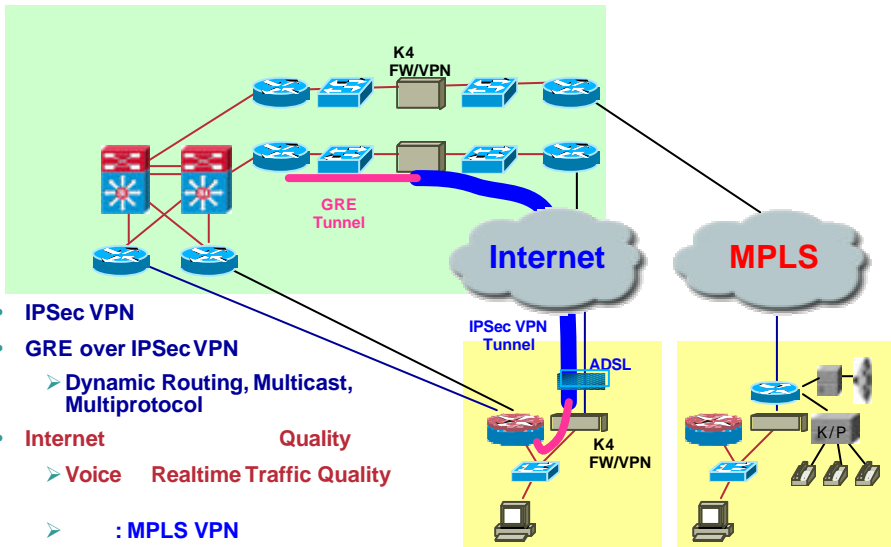 K4
FW/VPN
GRE
Tunnel
Internet
MPLS
IPSec VPN
Tunnel
ADSL
K4
FW/VPN
K/P
• IPSec VPN
• GRE over IPSec VPN
➢ Dynamic Routing, Multicast,
Multiprotocol
• Internet Quality
➢ Voice Realtime Traffic Quality
➢ : MPLS VPN